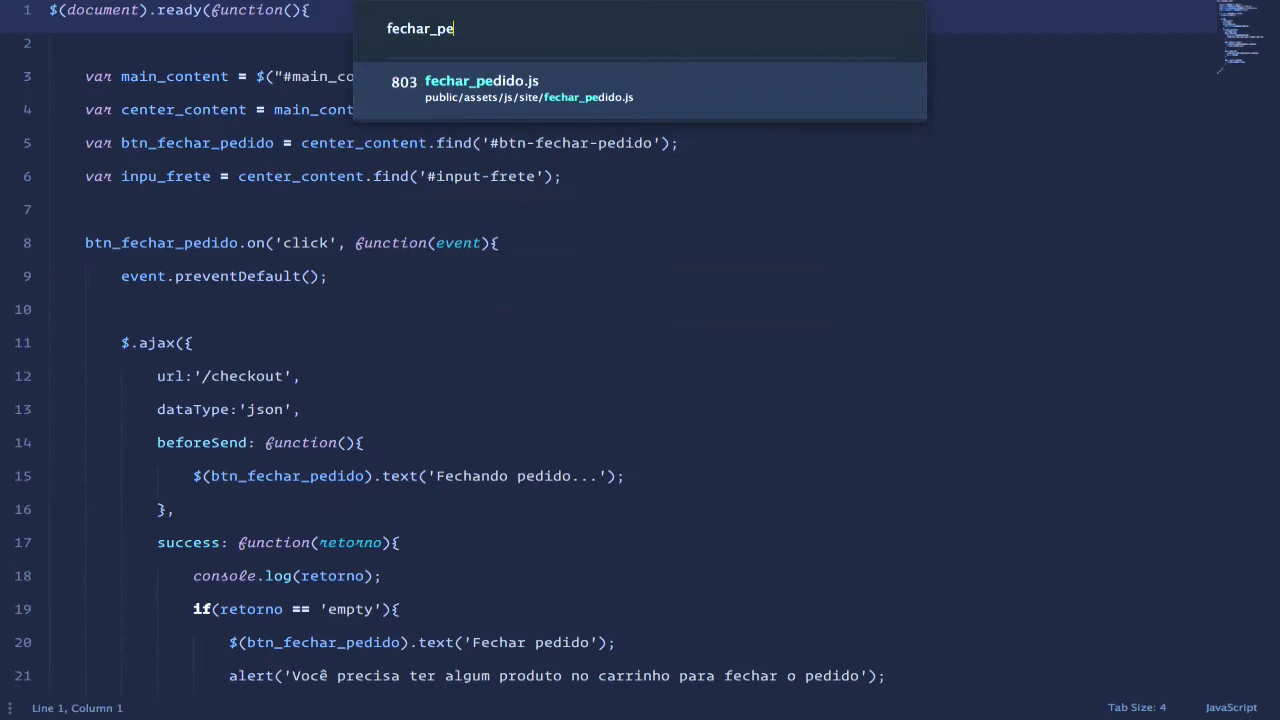 fechar_pe
803 fechar_pedido.js
public/assets/js/site/fechar_pedido.js
1 $(document).ready(function(){
2
3 var main_content = $("#main_co
4 var center_content = main_cont
5 var btn_fechar_pedido = center_content.find('#btn-fechar-pedido');
6 var inpu_frete = center_content.find('#input-frete');
7
8 btn_fechar_pedido.on('click', function(event){
9 event.preventDefault();
10
11 $.ajax({
12 url:'/checkout',
13 dataType:'json',
14 beforeSend: function(){
15 $(btn_fechar_pedido).text('Fechando pedido...');
16 },
17 success: function(retorno){
18 console.log(retorno);
19 if(retorno == 'empty'){
20 $(btn_fechar_pedido).text('Fechar pedido');
21 alert('Você precisa ter algum produto no carrinho para fechar o pedido');
Line 1, Column 1
Tab Size: 4
JavaScript